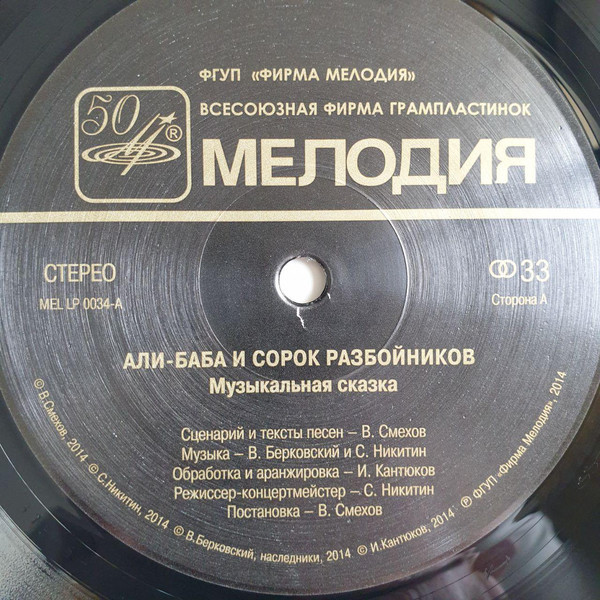 ФГУП «ФИРМА МЕЛОДИЯ»
ВСЕСОЮЗНАЯ ФИРМА ГРАМПЛАСТИНОК
50
®
МЕЛОДИЯ
СТЕРЕО
MEL LP 0034-A
33
Сторона А
АЛИ-БАБА И СОРОК РАЗБОЙНИКОВ
Музыкальная сказка
Сценарий и тексты песен – В. Смехов
Музыка – В. Берковский и С. Никитин
Обработка и аранжировка – И. Кантюков
Режиссер-концертмейстер – С. Никитин
Постановка – В. Смехов
© В.Смехов, 2014 © С.Никитин, 2014 © В.Берковский, наследники, 2014 © И.Кантюков, 2014 ℗ ФГУП «Фирма Мелодия», 2014